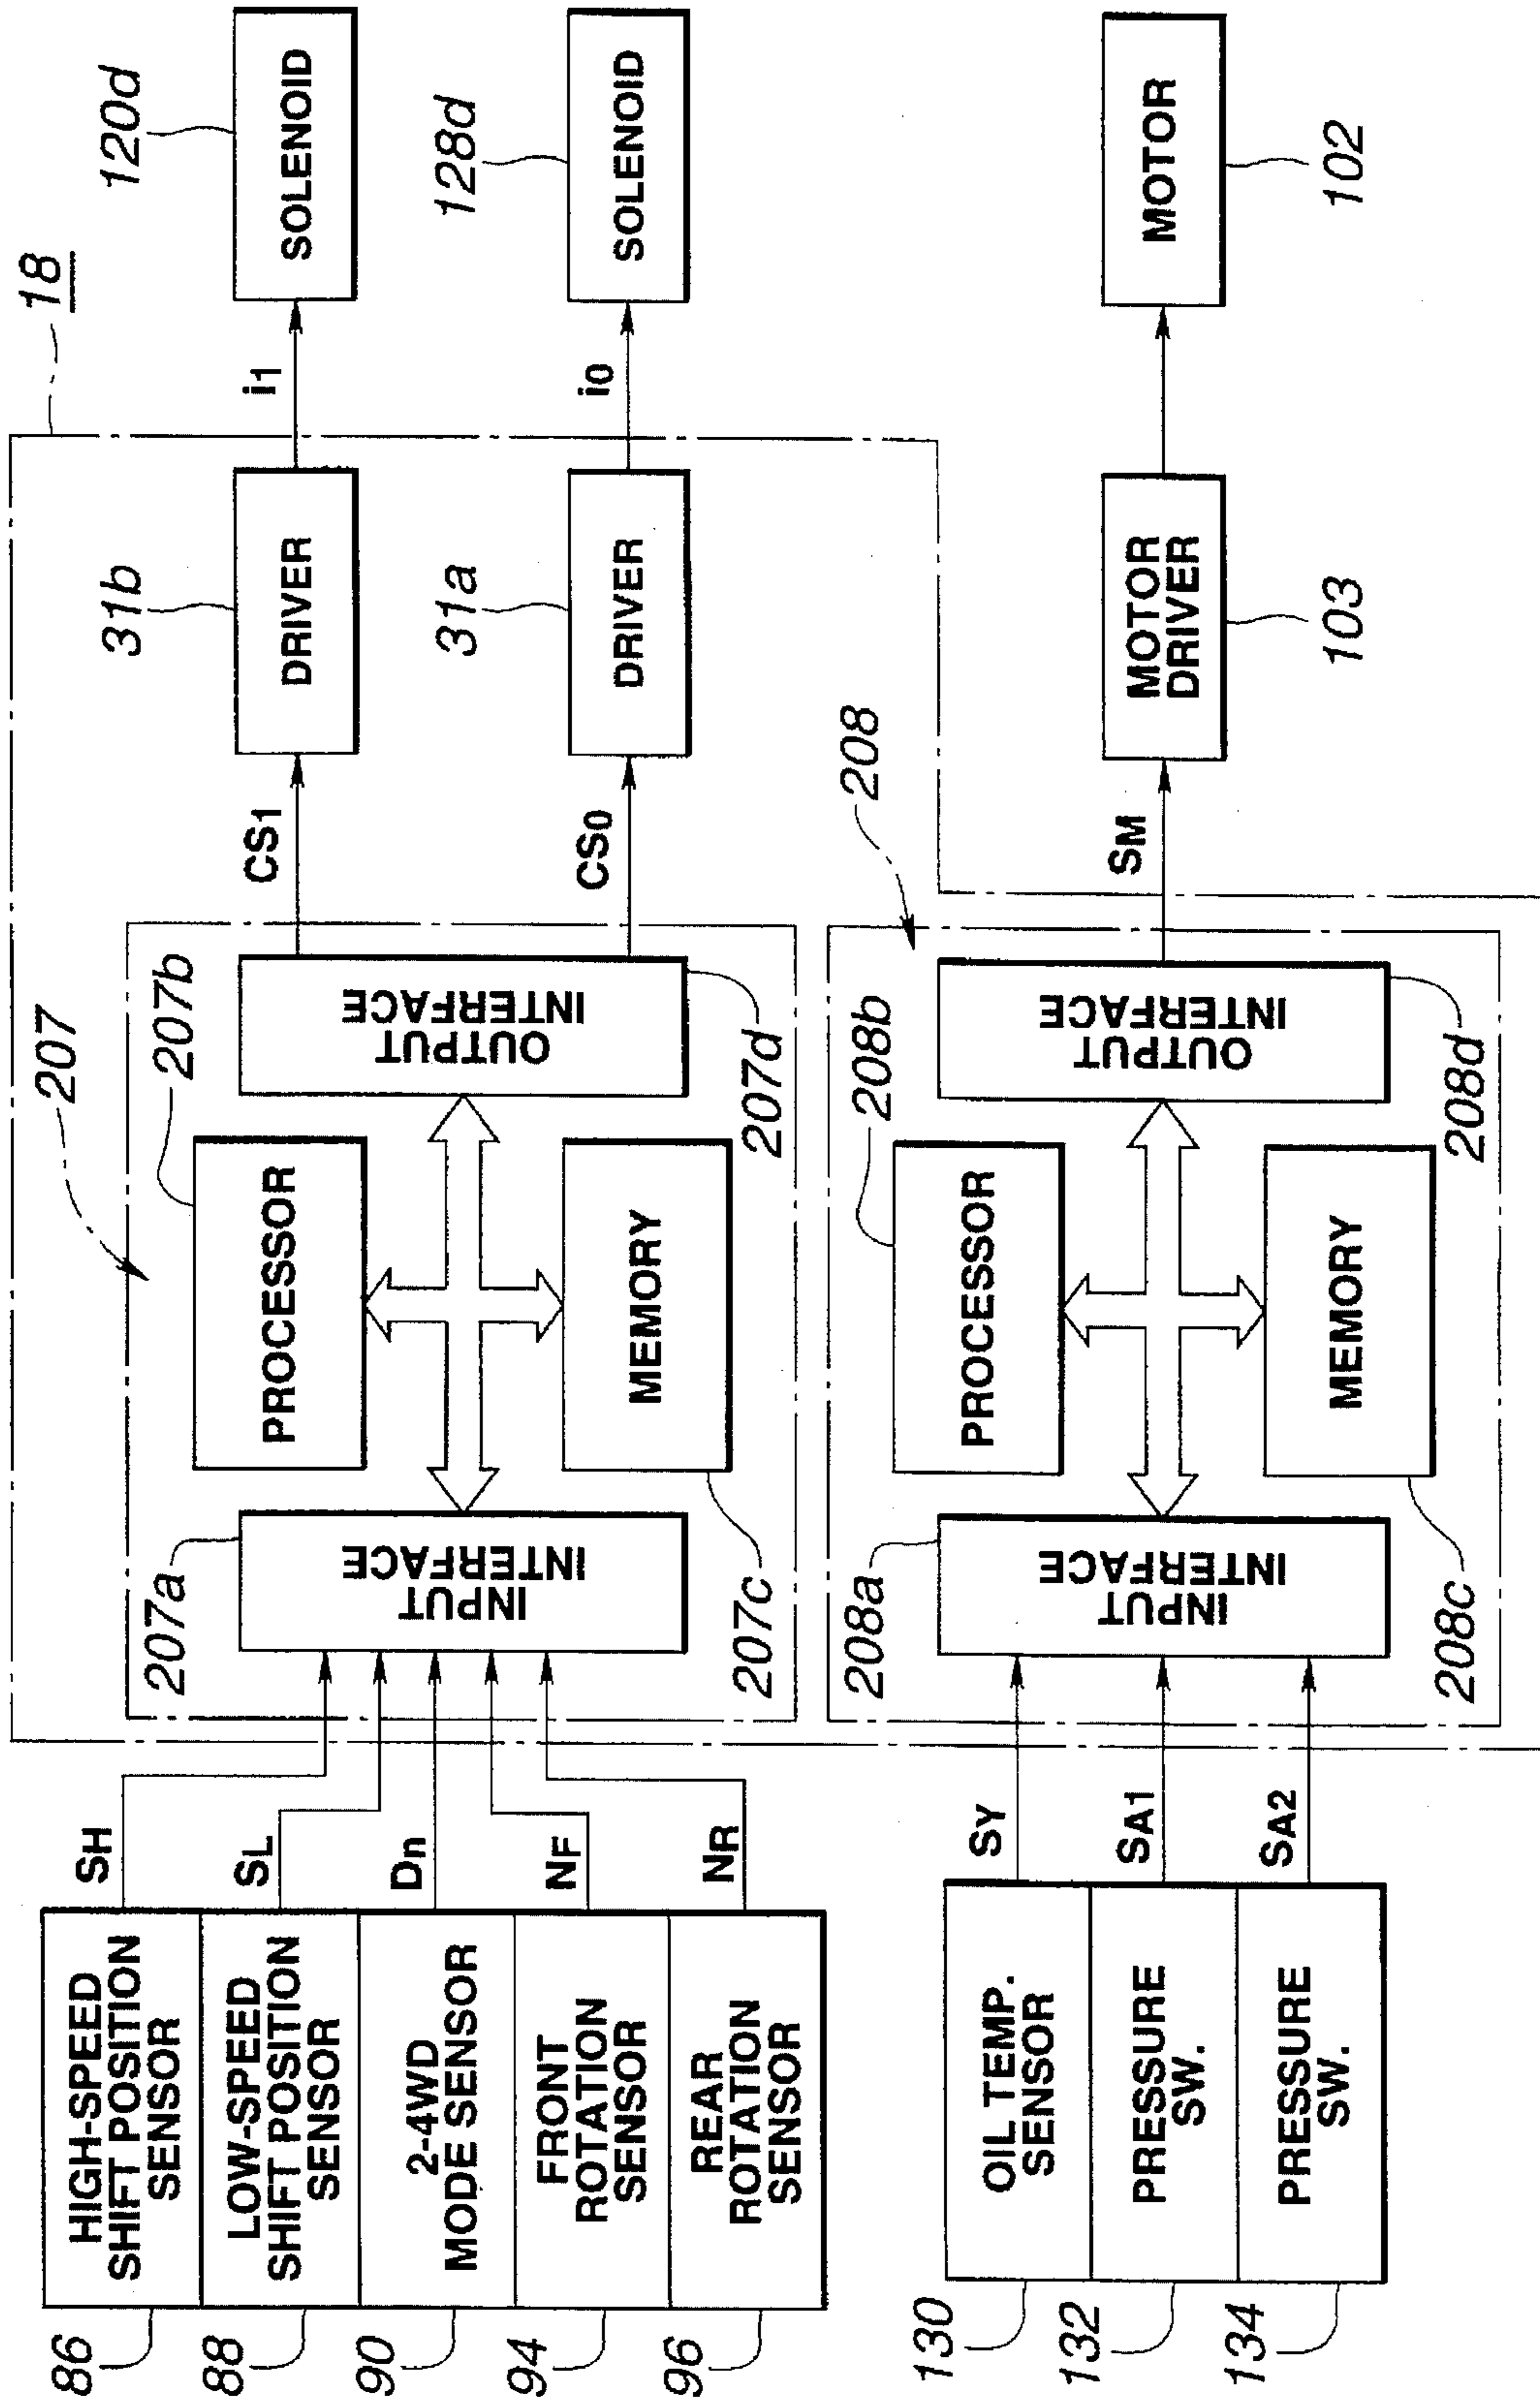 18
HIGH-SPEED
SHIFT POSITION
SENSOR
86
SH
LOW-SPEED
SHIFT POSITION
SENSOR
88
SL
2-4WD
MODE SENSOR
90
Dn
FRONT
ROTATION
SENSOR
94
NF
REAR
ROTATION
SENSOR
96
NR
207
207a
INPUT
INTERFACE
207b
PROCESSOR
207c
MEMORY
207d
OUTPUT
INTERFACE
CS1
31b
DRIVER
i1
120d
SOLENOID
CS0
31a
DRIVER
i0
128d
SOLENOID
OIL TEMP.
SENSOR
130
SY
PRESSURE
SW.
132
SA1
PRESSURE
SW.
134
SA2
208
208a
INPUT
INTERFACE
208b
PROCESSOR
208c
MEMORY
208d
OUTPUT
INTERFACE
SM
MOTOR
DRIVER
103
MOTOR
102